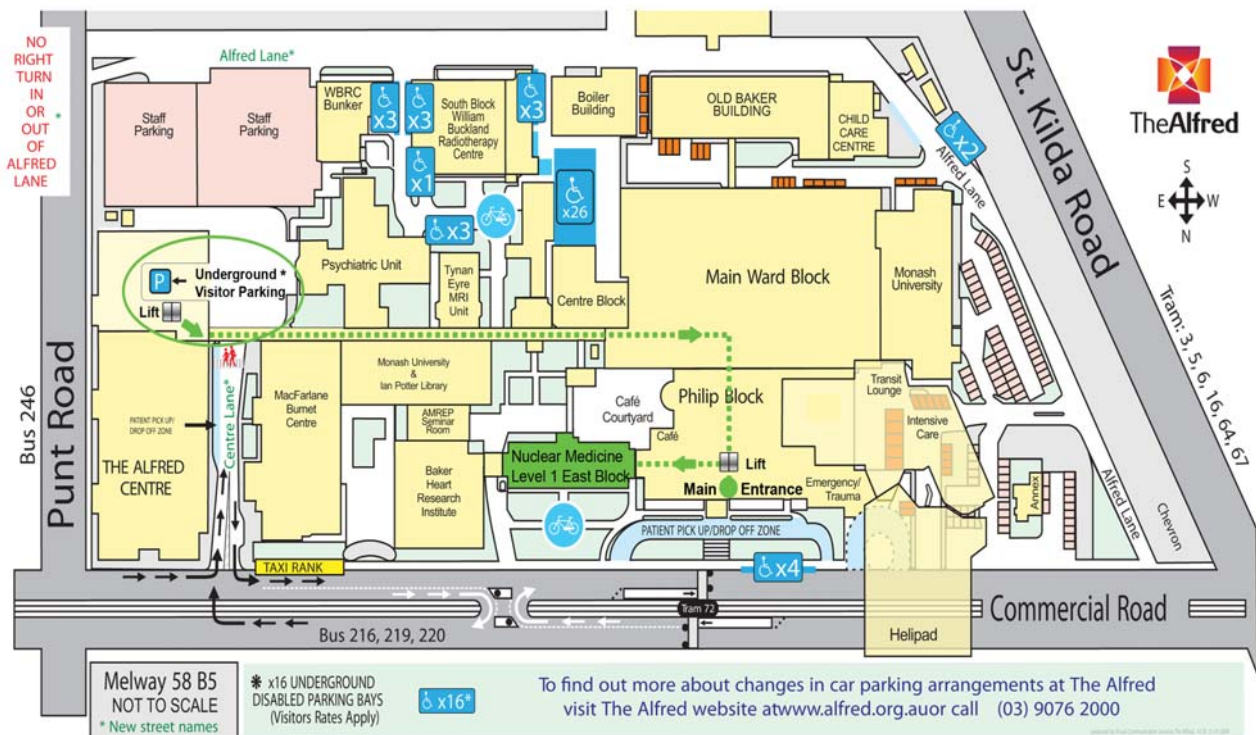 NO
RIGHT
TURN
IN
OR
OUT
OF
ALFRED
LANE
*
Alfred Lane*
Staff
Parking
Staff
Parking
WBRC
Bunker
x3
x3
x1
South Block
William
Buckland
Radiotherapy
Centre
x3
Boiler
Building
OLD BAKER
BUILDING
CHILD
CARE
CENTRE
x2
Alfred Lane
St. Kilda Road
TheAlfred
S
E W
N
x3
x26
P
Underground *
Visitor Parking
Lift
Psychiatric Unit
Tynan
Eyre
MRI
Unit
Centre Block
Main Ward Block
Monash
University
Tram: 3, 5, 6, 16, 64, 67
Bus 246
Punt Road
PATIENT PICK UP/
DROP OFF ZONE
THE ALFRED
CENTRE
Centre Lane*
MacFarlane
Burnet
Centre
Monash University
&
Ian Potter Library
AMREP
Seminar
Room
Baker
Heart
Research
Institute
Café
Courtyard
Philip Block
Café
Nuclear Medicine
Level 1 East Block
Lift
Main Entrance
Transit
Lounge
Intensive
Care
Emergency/
Trauma
Annex
Alfred Lane
Chevron
PATIENT PICK UP/DROP OFF ZONE
x4
TAXI RANK
Tram 72
Commercial Road
Bus 216, 219, 220
Helipad
Melway 58 B5
NOT TO SCALE
* New street names
* x16 UNDERGROUND
DISABLED PARKING BAYS
(Visitors Rates Apply)
x16*
To find out more about changes in car parking arrangements at The Alfred
visit The Alfred website atwww.alfred.org.auor call (03) 9076 2000